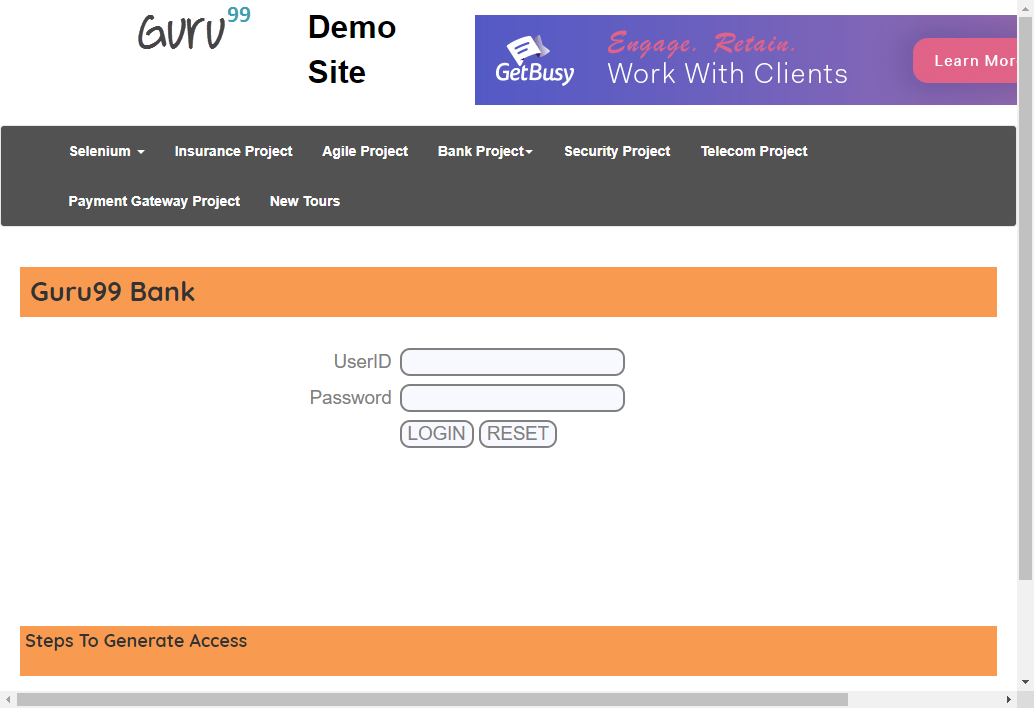 Guru99
Demo
Site
GetBusy
Engage. Retain.
Work With Clients
Learn Mor
Selenium
Insurance Project
Agile Project
Bank Project
Security Project
Telecom Project
Payment Gateway Project
New Tours
Guru99 Bank
UserID
Password
LOGIN RESET
Steps To Generate Access